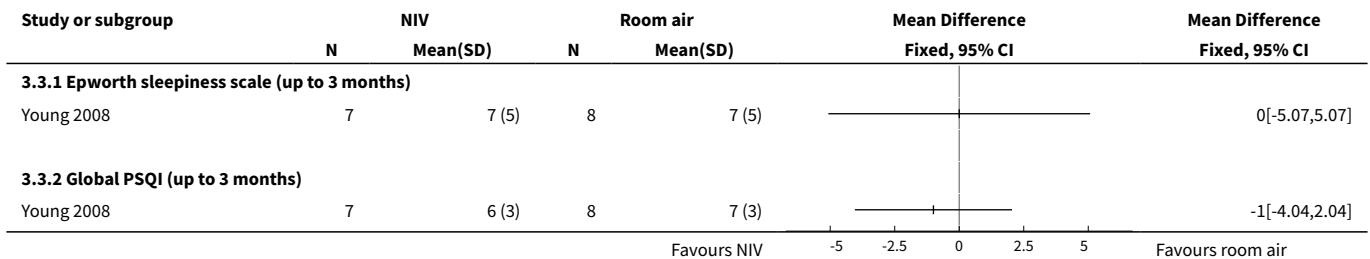 Study or subgroup NIV Room air Mean Difference Mean Difference
N Mean(SD) N Mean(SD) Fixed, 95% CI Fixed, 95% CI
3.3.1 Epworth sleepiness scale (up to 3 months)
Young 2008 7 7 (5) 8 7 (5) 0[-5.07,5.07]
3.3.2 Global PSQI (up to 3 months)
Young 2008 7 6 (3) 8 7 (3) -1[-4.04,2.04]
Favours NIV -5 -2.5 0 2.5 5 Favours room air